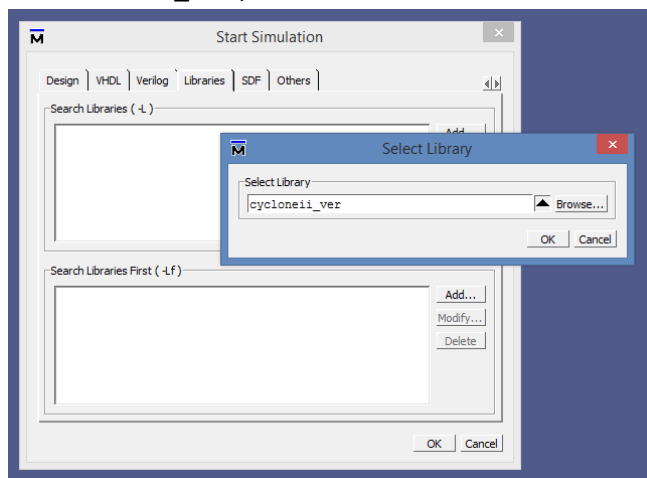 M Start Simulation
Design VHDL Verilog Libraries SDF Others
Search Libraries ( -L )
Add...
M Select Library
Select Library
cycloneii_ver Browse...
OK Cancel
Search Libraries First ( -Lf )
Add...
Modify...
Delete
OK Cancel